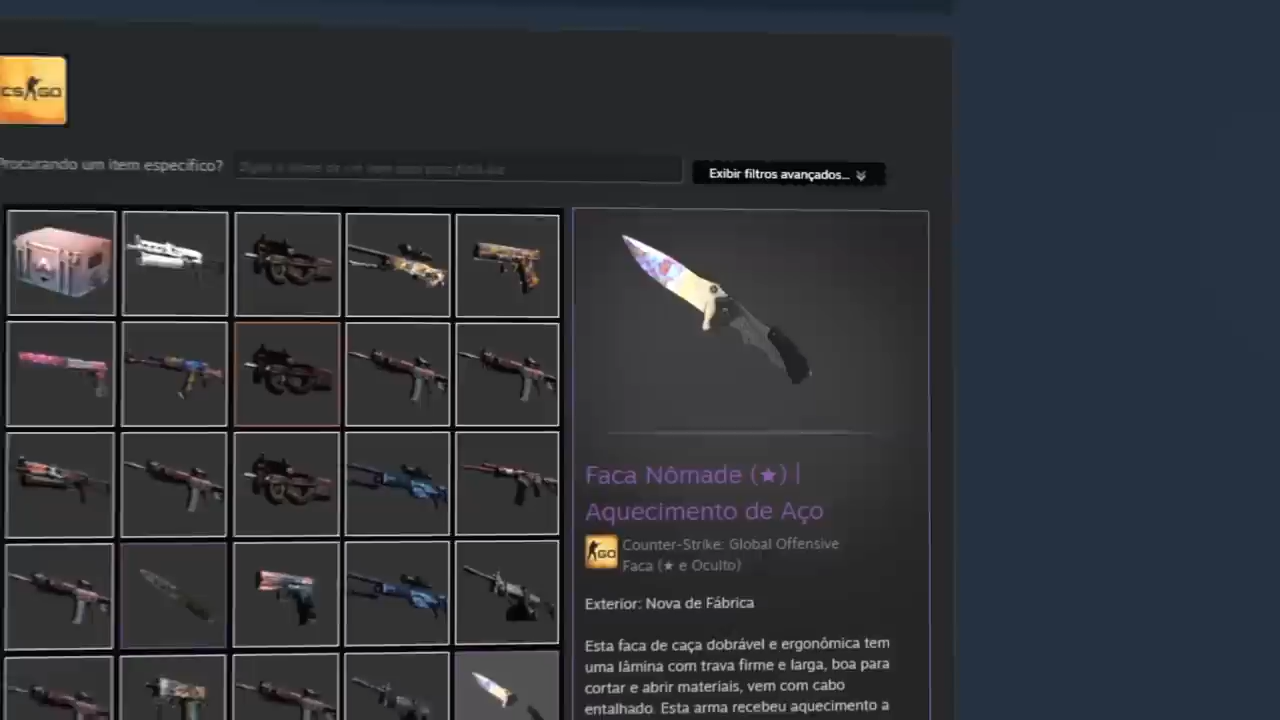 CS GO
Procurando um item específico?
Exibir filtros avançados...
Faca Nômade (★) |
Aquecimento de Aço
GO
Counter-Strike: Global Offensive
Faca (★ e Oculto)
Exterior: Nova de Fábrica
Esta faca de caça dobrável e ergonômica tem
uma lâmina com trava firme e larga, boa para
cortar e abrir materiais, vem com cabo
entalhado. Esta arma recebeu aquecimento a